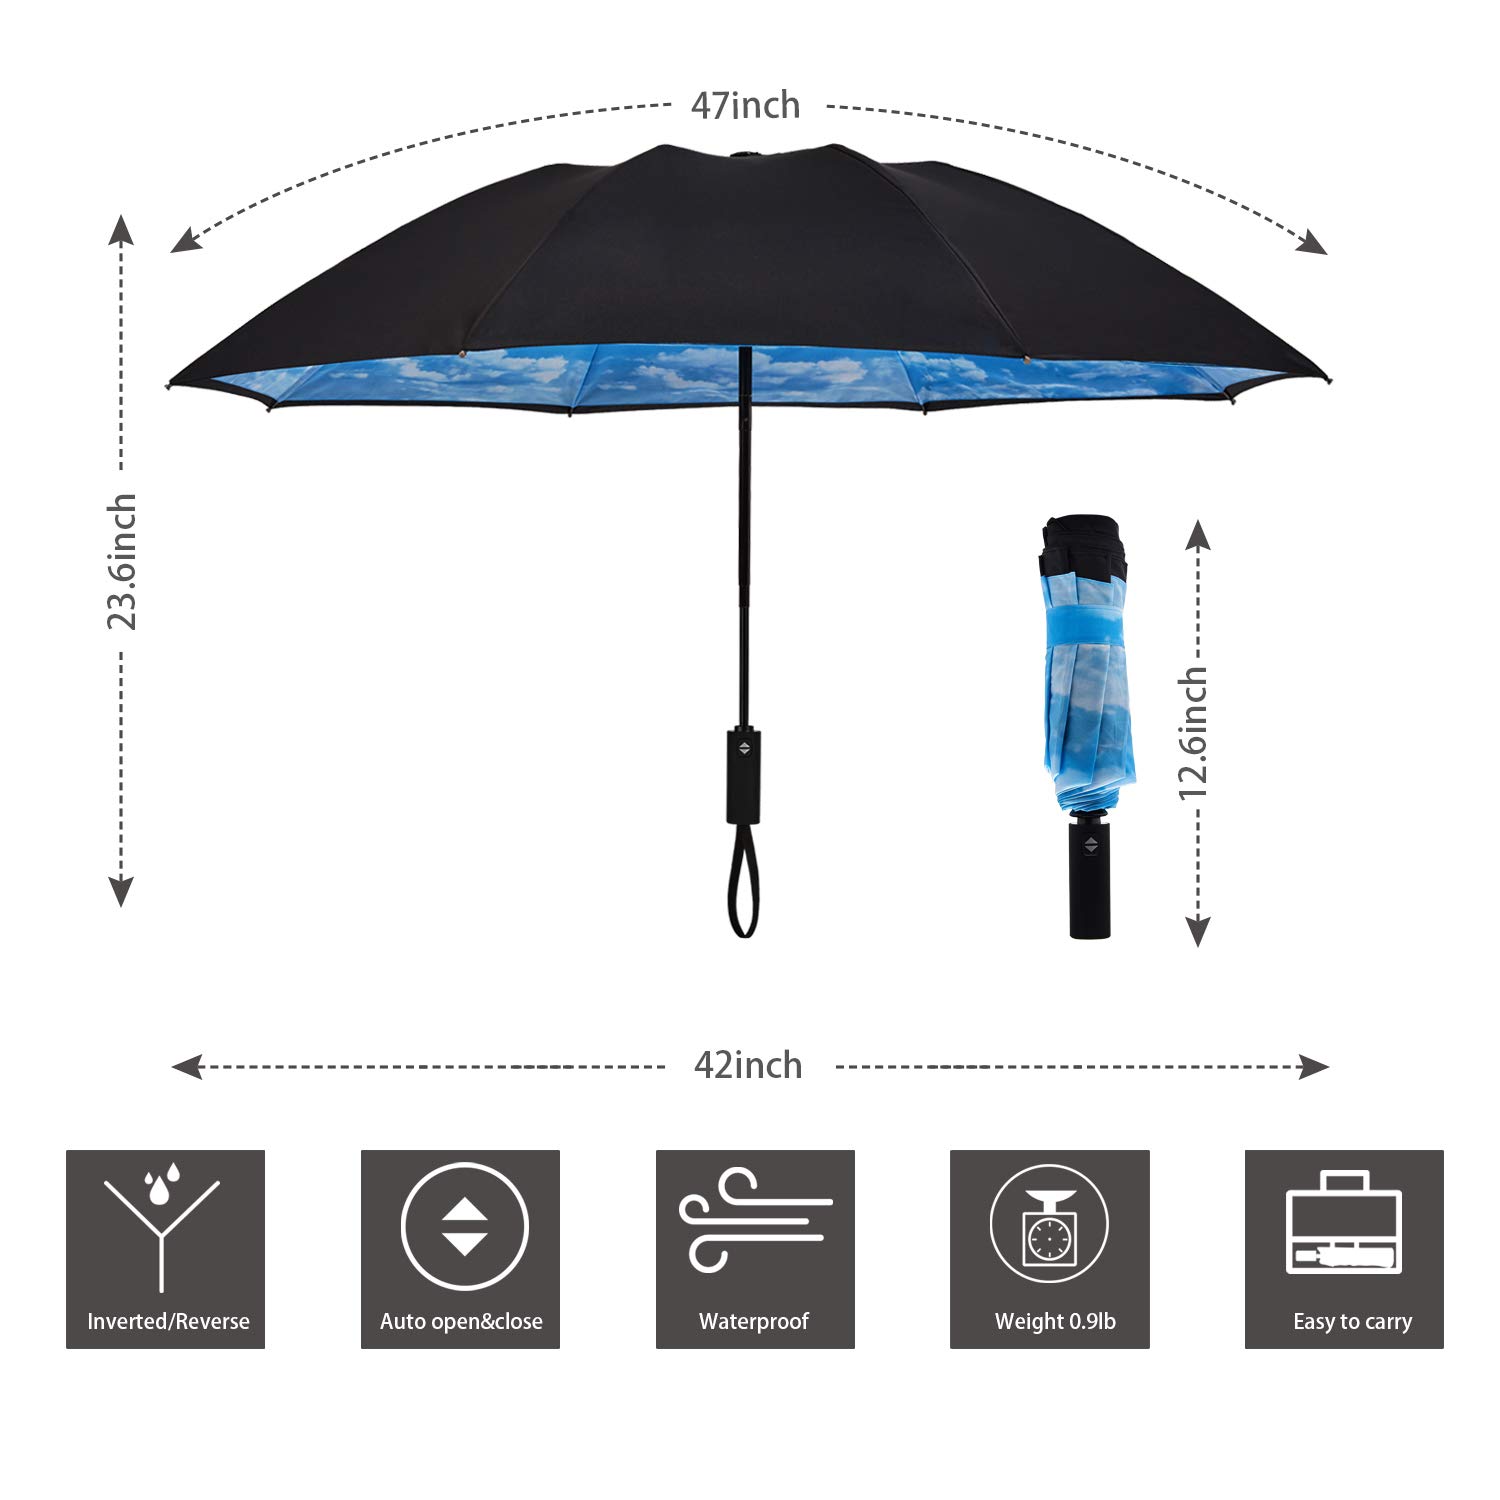 47inch
23.6inch
12.6inch
42inch
Inverted/Reverse
Auto open&close
Waterproof
Weight 0.9lb
Easy to carry